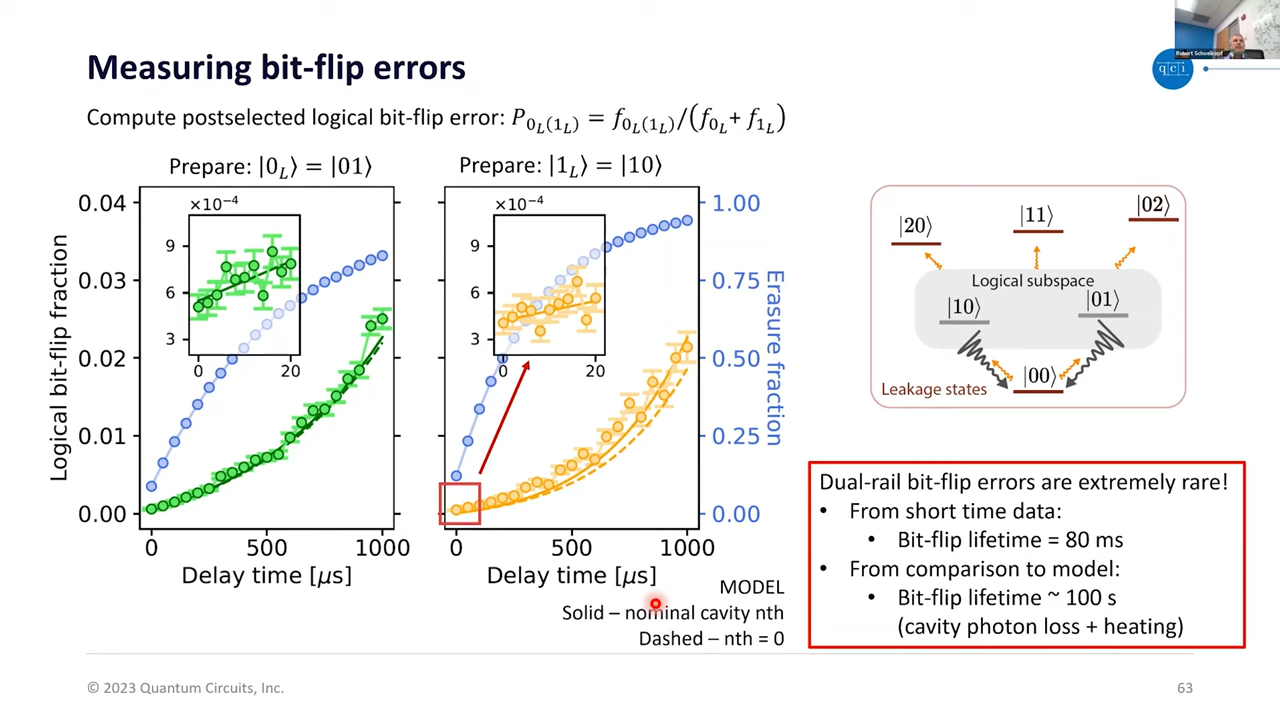 Robert Schoelkopf
qci
Measuring bit-flip errors
Compute postselected logical bit-flip error: P_{0_L(1_L)} = f_{0_L(1_L)}/(f_{0_L}+ f_{1_L})
Prepare: |0_L⟩ = |01⟩
Prepare: |1_L⟩ = |10⟩
Logical bit-flip fraction
0.04
0.03
0.02
0.01
0.00
×10⁻⁴
9
6
3
0
20
0
500
1000
Delay time [μs]
×10⁻⁴
9
6
3
0
20
0
500
1000
Delay time [μs]
1.00
0.75
0.50
0.25
0.00
Erasure fraction
MODEL
Solid – nominal cavity nth
Dashed – nth = 0
|20⟩
|11⟩
|02⟩
Logical subspace
|10⟩
|01⟩
|00⟩
Leakage states
Dual-rail bit-flip errors are extremely rare!
• From short time data:
• Bit-flip lifetime = 80 ms
• From comparison to model:
• Bit-flip lifetime ~ 100 s
(cavity photon loss + heating)
© 2023 Quantum Circuits, Inc.
63